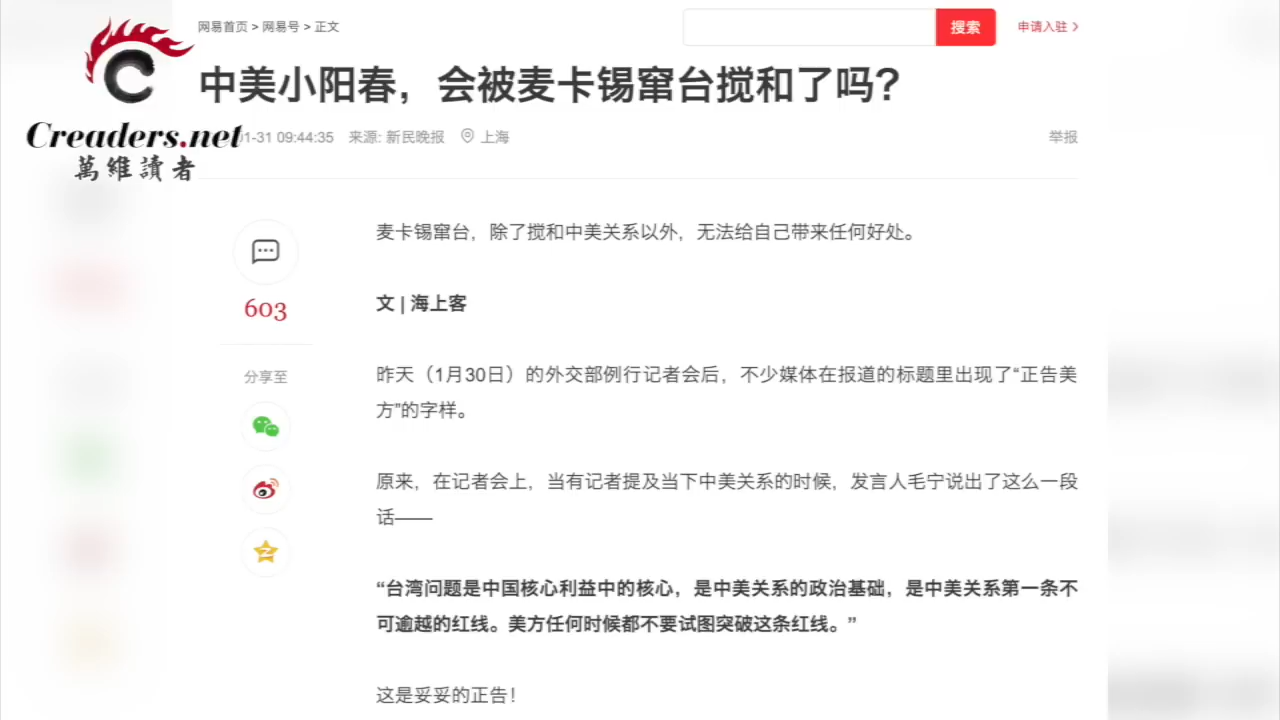 网易首页 > 网易号 > 正文
搜索
申请入驻 >
中美小阳春，会被麦卡锡窜台搅和了吗？
Creaders.net
萬維讀者
01-31 09:44:35 来源: 新民晚报 上海
举报
603
分享至
麦卡锡窜台，除了搅和中美关系以外，无法给自己带来任何好处。
文 | 海上客
昨天（1月30日）的外交部例行记者会后，不少媒体在报道的标题里出现了“正告美
方”的字样。
原来，在记者会上，当有记者提及当下中美关系的时候，发言人毛宁说出了这么一段
话——
“台湾问题是中国核心利益中的核心，是中美关系的政治基础，是中美关系第一条不
可逾越的红线。美方任何时候都不要试图突破这条红线。”
这是妥妥的正告！